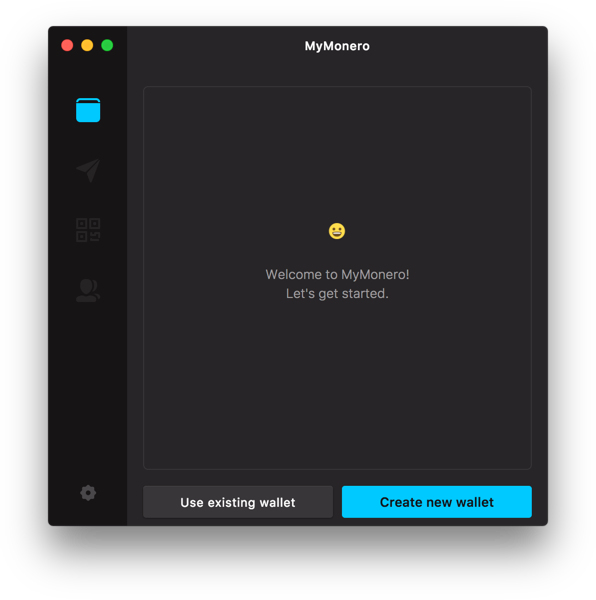 MyMonero
Welcome to MyMonero!
Let's get started.
Use existing wallet
Create new wallet